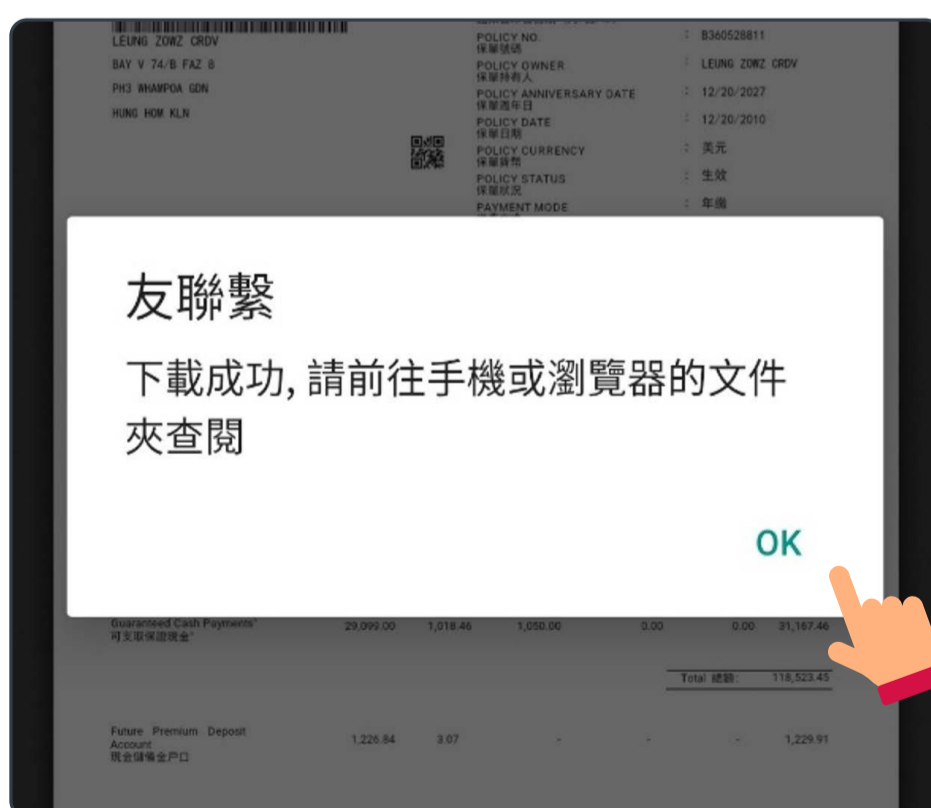 LEUNG ZOWZ CRDV
BAY V 74/B FAZ 8
PH3 WHAMPOA GDN
HUNG HOM KLN
POLICY NO. : B360528811
保單號碼
POLICY OWNER : LEUNG ZOWZ CRDV
保單持有人
POLICY ANNIVERSARY DATE : 12/20/2027
保單週年日
POLICY DATE : 12/20/2010
保單日期
POLICY CURRENCY : 美元
保單貨幣
POLICY STATUS : 生效
保單狀況
PAYMENT MODE : 年繳
友聯繫
下載成功, 請前往手機或瀏覽器的文件
夾查閱
OK
Guaranteed Cash Payments* 29,099.00 1,018.46 1,050.00 0.00 0.00 31,167.46
可支取保證現金*
Total 總額: 118,523.45
Future Premium Deposit
Account 1,226.84 3.07 - - - 1,229.91
現金儲備金戶口